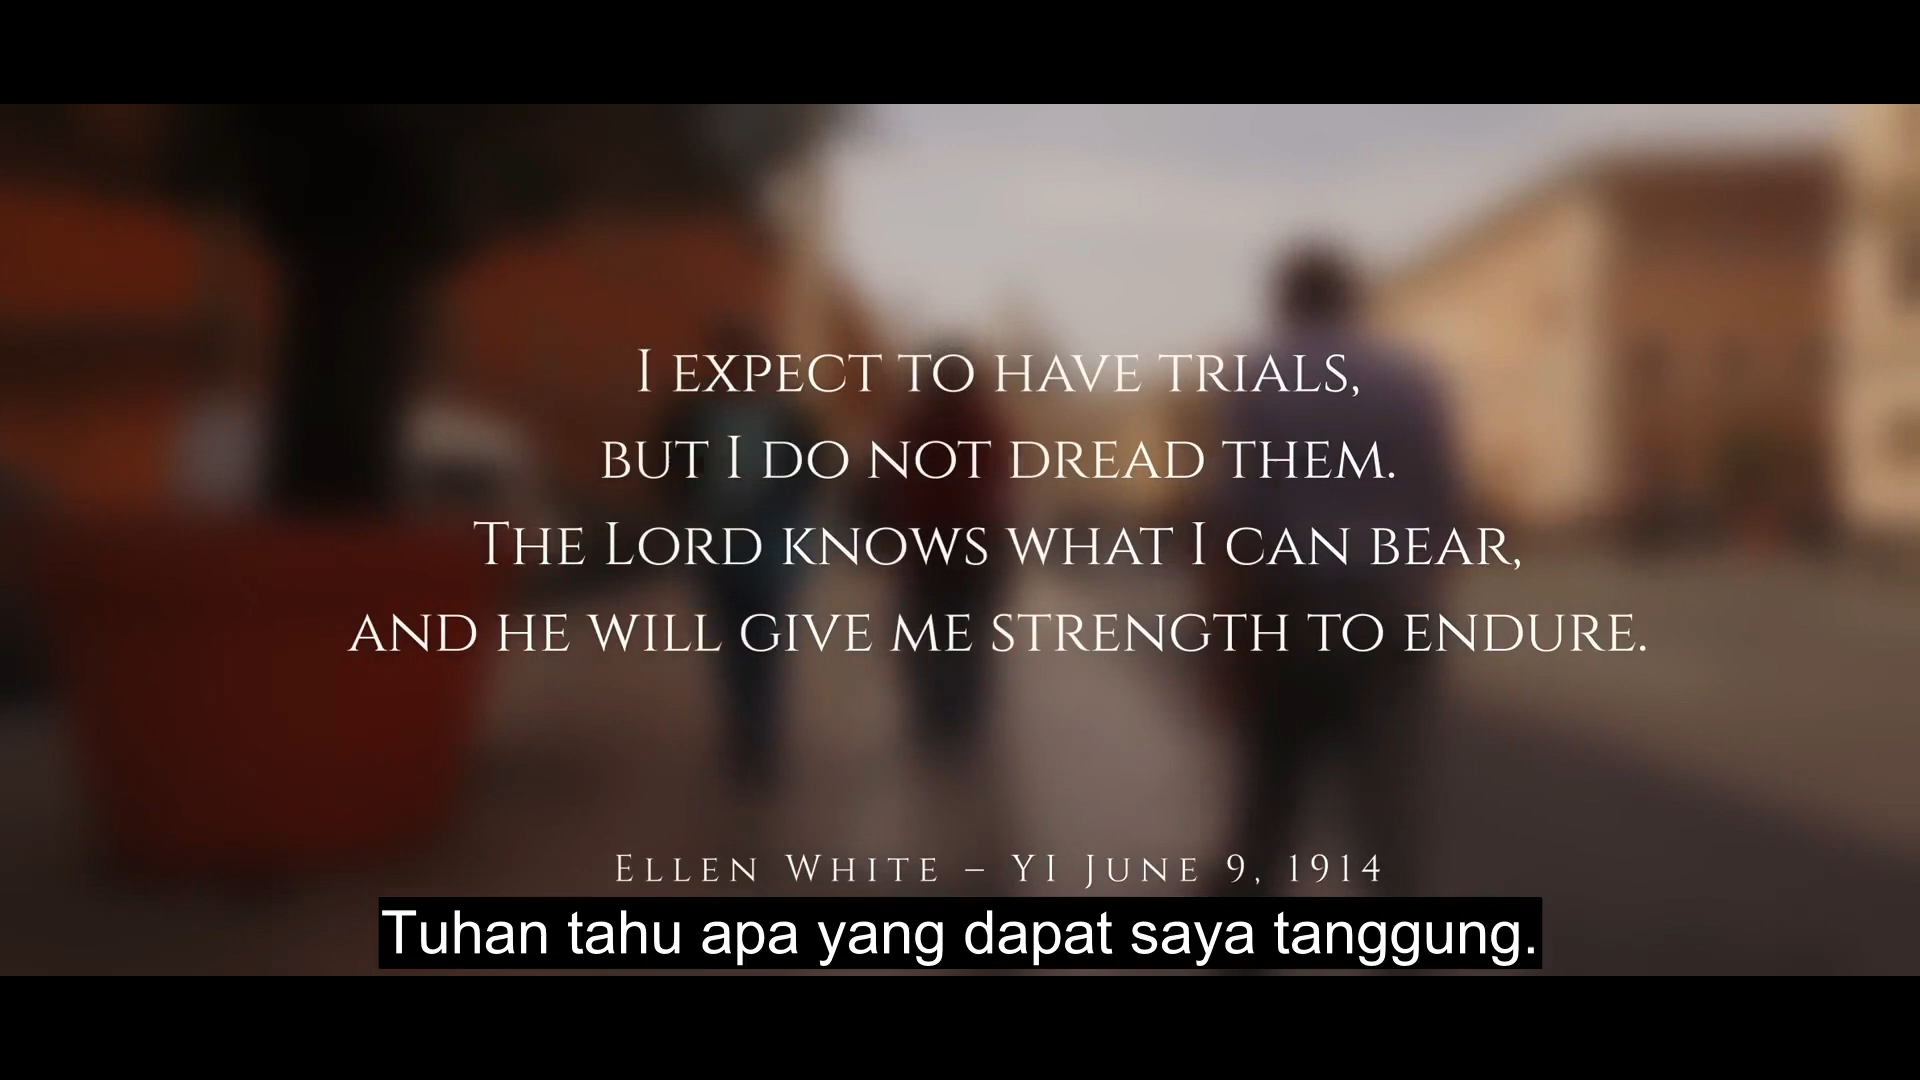 I EXPECT TO HAVE TRIALS,
BUT I DO NOT DREAD THEM.
THE LORD KNOWS WHAT I CAN BEAR,
AND HE WILL GIVE ME STRENGTH TO ENDURE.
ELLEN WHITE – YI JUNE 9, 1914
Tuhan tahu apa yang dapat saya tanggung.